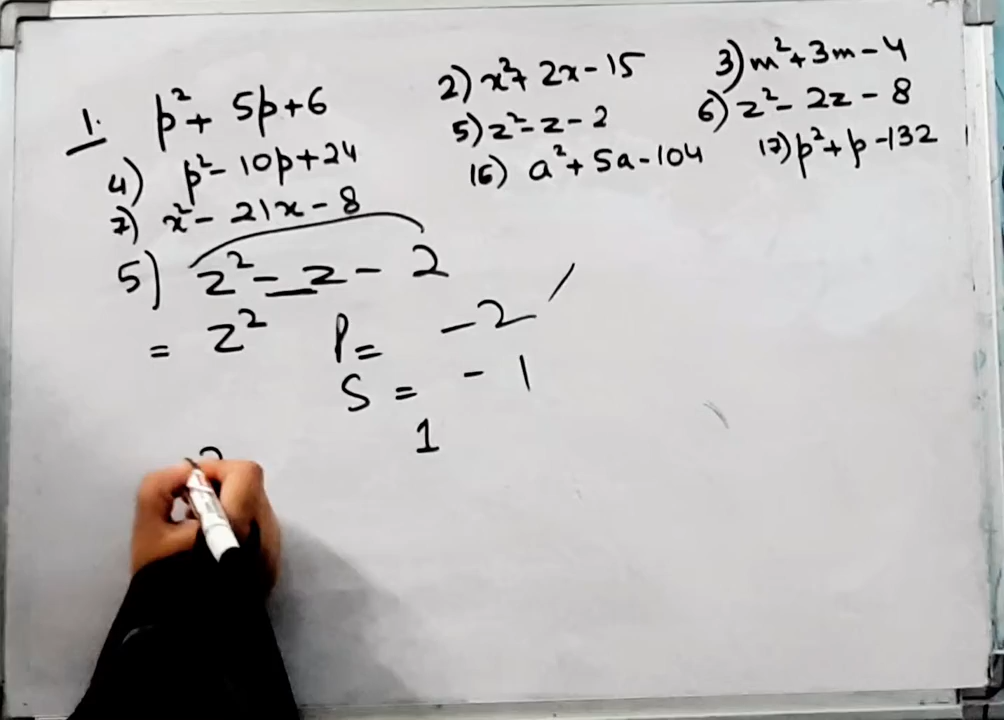 1. p² + 5p + 6
2) x² + 2x - 15
3) m² + 3m - 4
4) p² - 10p + 24
5) z² - z - 2
6) z² - 2z - 8
7) x² - 21x - 8
16) a² + 5a - 104
17) p² + p - 132
5) z² - z - 2
= z² P = -2
S = -1
1